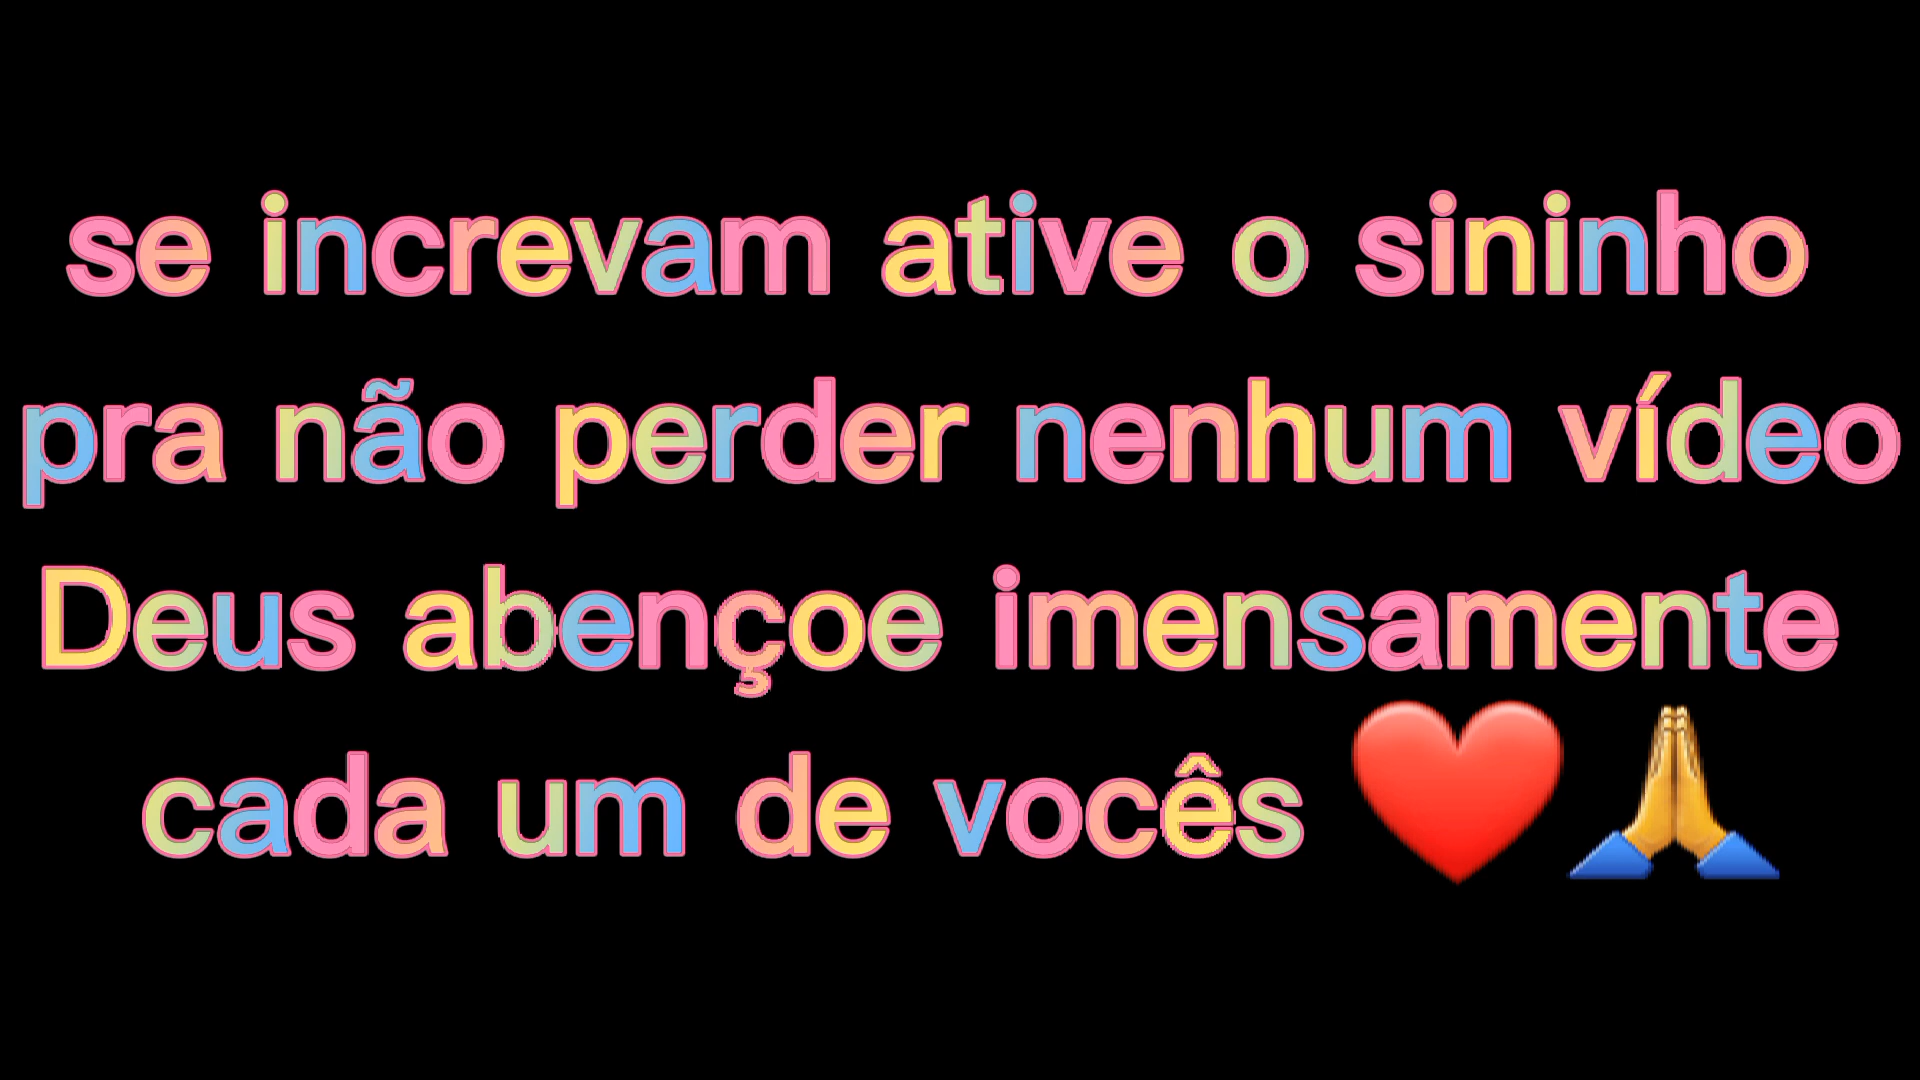 se increvam ative o sininho
pra não perder nenhum vídeo
Deus abençoe imensamente
cada um de vocês ❤️🙏